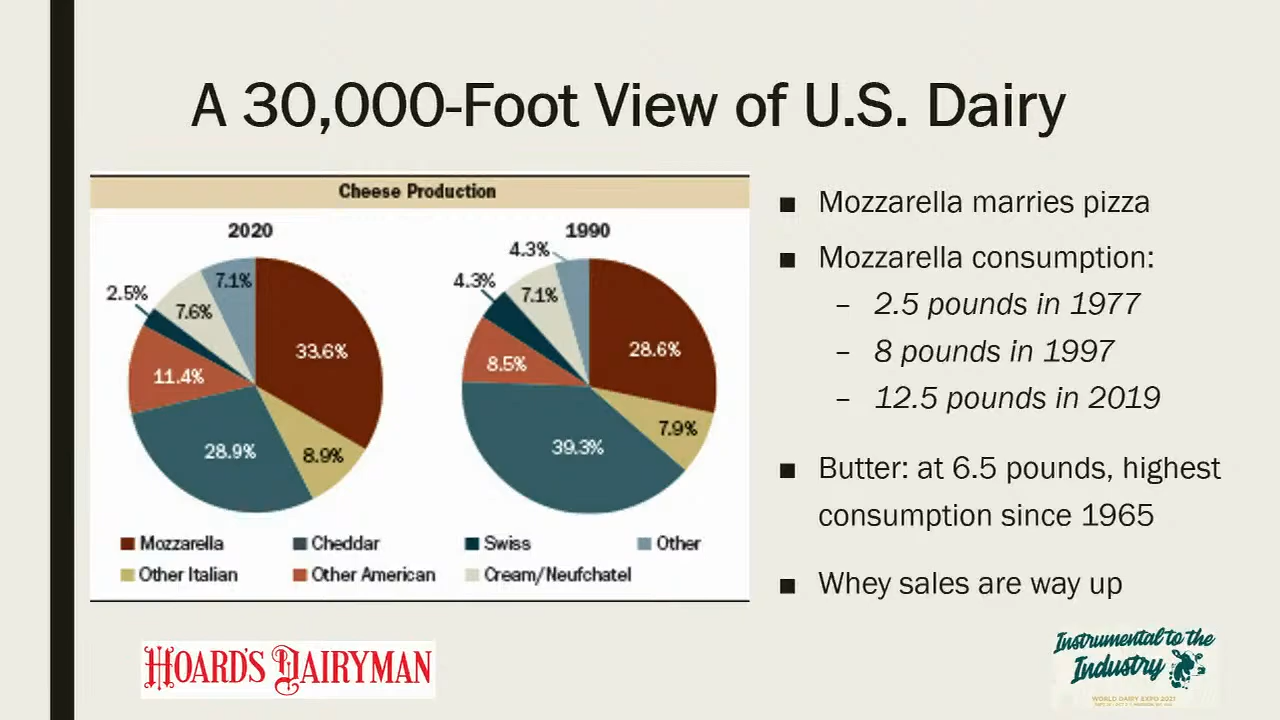 A 30,000-Foot View of U.S. Dairy
Cheese Production
2020
7.1%
2.5%
7.6%
33.6%
11.4%
28.9%
8.9%
1990
4.3%
4.3%
7.1%
28.6%
8.5%
7.9%
39.3%
Mozzarella
Cheddar
Swiss
Other
Other Italian
Other American
Cream/Neufchatel
■ Mozzarella marries pizza
■ Mozzarella consumption:
– 2.5 pounds in 1977
– 8 pounds in 1997
– 12.5 pounds in 2019
■ Butter: at 6.5 pounds, highest
consumption since 1965
■ Whey sales are way up
HOARD'S DAIRYMAN
Instrumental to the
Industry
WORLD DAIRY EXPO 2021